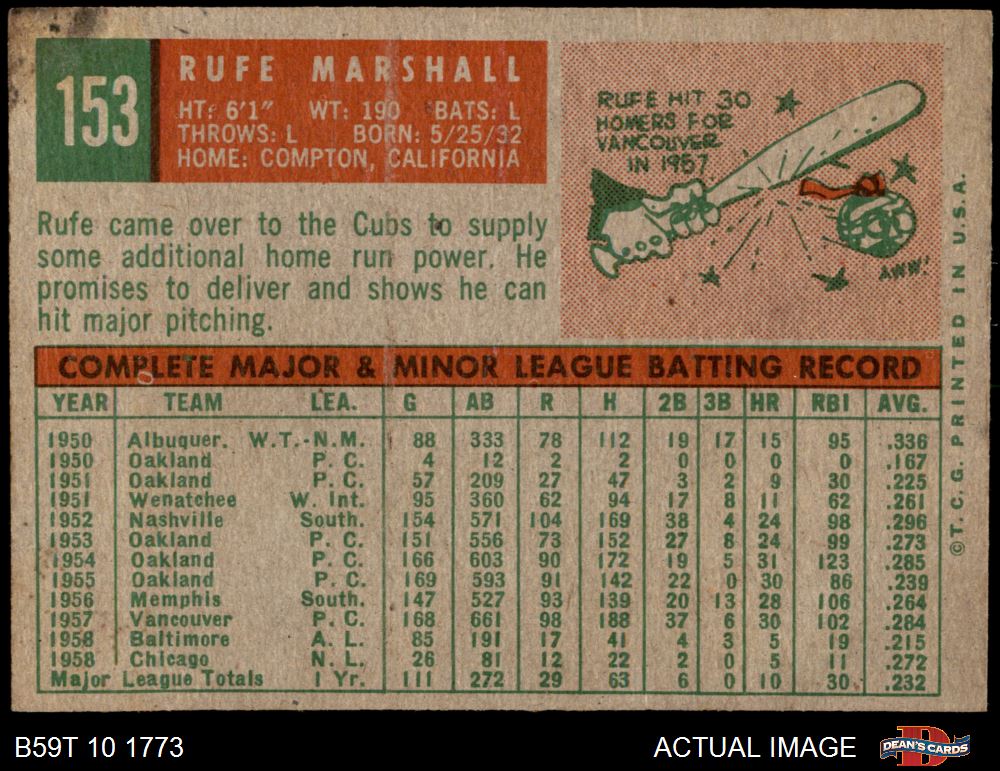 153
RUFE MARSHALL
HT: 6'1" WT: 190 BATS: L
THROWS: L BORN: 5/25/32
HOME: COMPTON, CALIFORNIA
RUFE HIT 30
HOMERS FOR
VANCOUVER
IN 1957
AWW!
Rufe came over to the Cubs to supply
some additional home run power. He
promises to deliver and shows he can
hit major pitching.
COMPLETE MAJOR & MINOR LEAGUE BATTING RECORD
YEAR TEAM LEA. G AB R H 2B 3B HR RBI AVG.
1950 Albuquer. W.T.-N.M. 88 333 78 112 19 17 15 95 .336
1950 Oakland P. C. 4 12 2 2 0 0 0 0 .167
1951 Oakland P. C. 57 209 27 47 3 2 9 30 .225
1951 Wenatchee W. Int. 95 360 62 94 17 8 11 62 .261
1952 Nashville South. 154 571 104 169 38 4 24 98 .296
1953 Oakland P. C. 151 556 73 152 27 8 24 99 .273
1954 Oakland P. C. 166 603 90 172 19 5 31 123 .285
1955 Oakland P. C. 169 593 91 142 22 0 30 86 .239
1956 Memphis South. 147 527 93 139 20 13 28 106 .264
1957 Vancouver P. C. 168 661 98 188 37 6 30 102 .284
1958 Baltimore A. L. 85 191 17 41 4 3 5 19 .215
1958 Chicago N. L. 26 81 12 22 2 0 5 11 .272
Major League Totals 1 Yr. 111 272 29 63 6 0 10 30 .232
© T. C. G. PRINTED IN U.S.A.
B59T 10 1773
ACTUAL IMAGE
DEAN'S CARDS